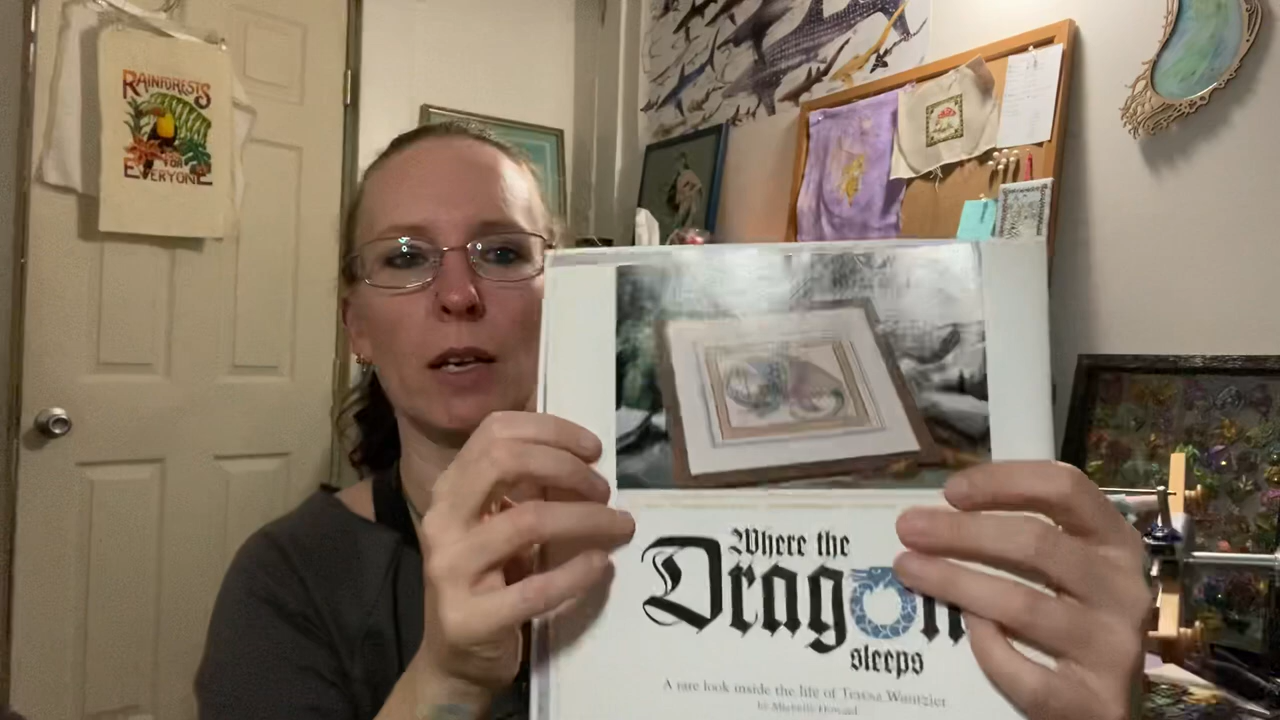 RAINFORESTS
FOR
EVERYONE
Where the
Dragon
sleeps
A rare look inside the life of Teresa Wentzler
by Michelle Howard